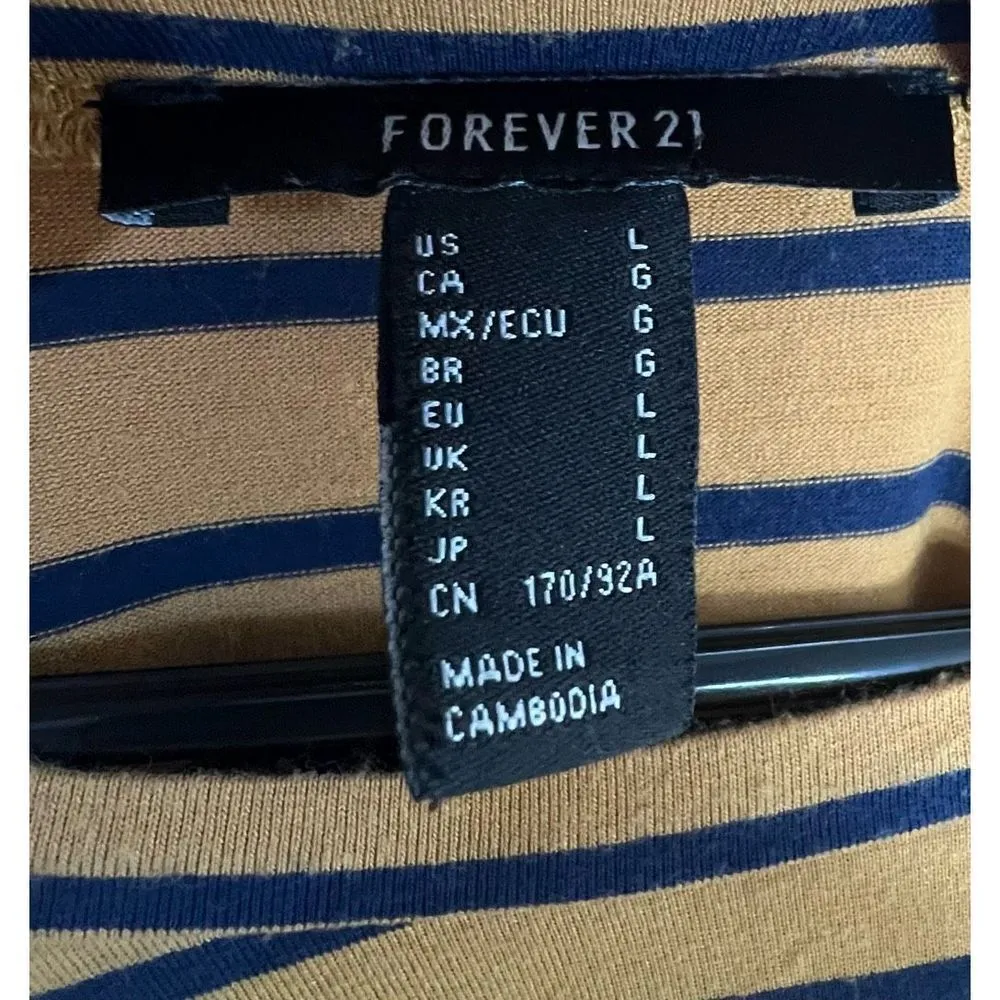 FOREVER 21
US L
CA G
MX/ECU G
BR G
EU L
UK L
KR L
JP L
CN 170/92A
MADE IN
CAMBODIA